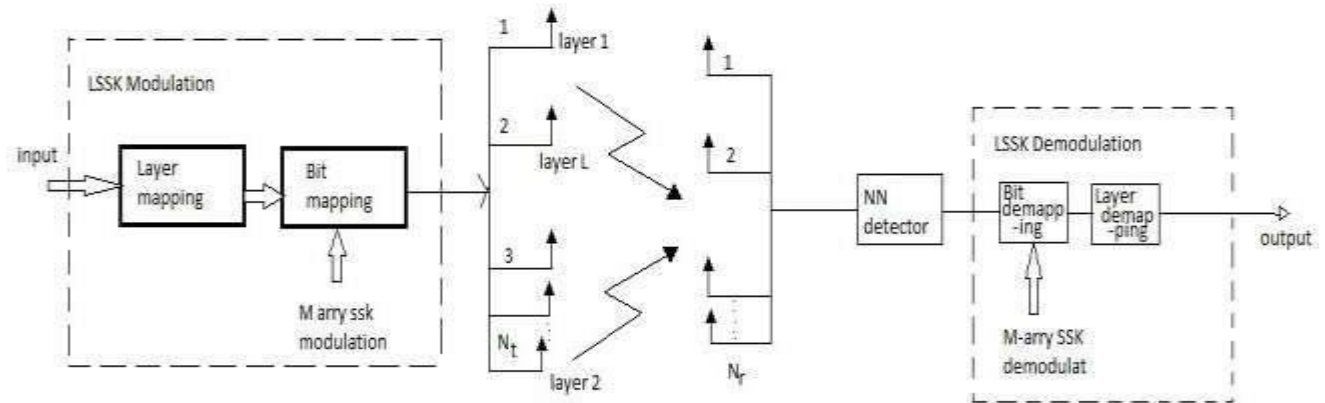 LSSK Modulation
input
Layer
mapping
Bit
mapping
M arry ssk
modulation
1
layer 1
2
layer L
3
Nt
layer 2
1
2
Nr
NN
detector
LSSK Demodulation
Bit
demapp
-ing
Layer
demap
-ping
M-arry SSK
demodulat
output